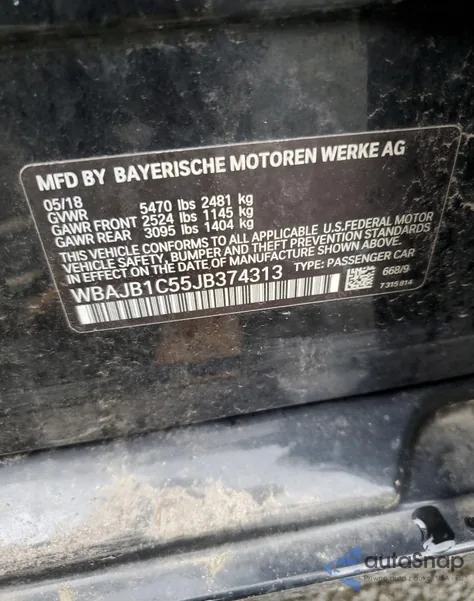 MFD BY BAYERISCHE MOTOREN WERKE AG
05/18
GVWR 5470 lbs 2481 kg
GAWR FRONT 2524 lbs 1145 kg
GAWR REAR 3095 lbs 1404 kg
THIS VEHICLE CONFORMS TO ALL APPLICABLE U.S.FEDERAL MOTOR
VEHICLE SAFETY, BUMPER AND THEFT PREVENTION STANDARDS
IN EFFECT ON THE DATE OF MANUFACTURE SHOWN ABOVE.
WBAJB1C55JB374313 TYPE: PASSENGER CAR
668/9
7315814
autoSnap